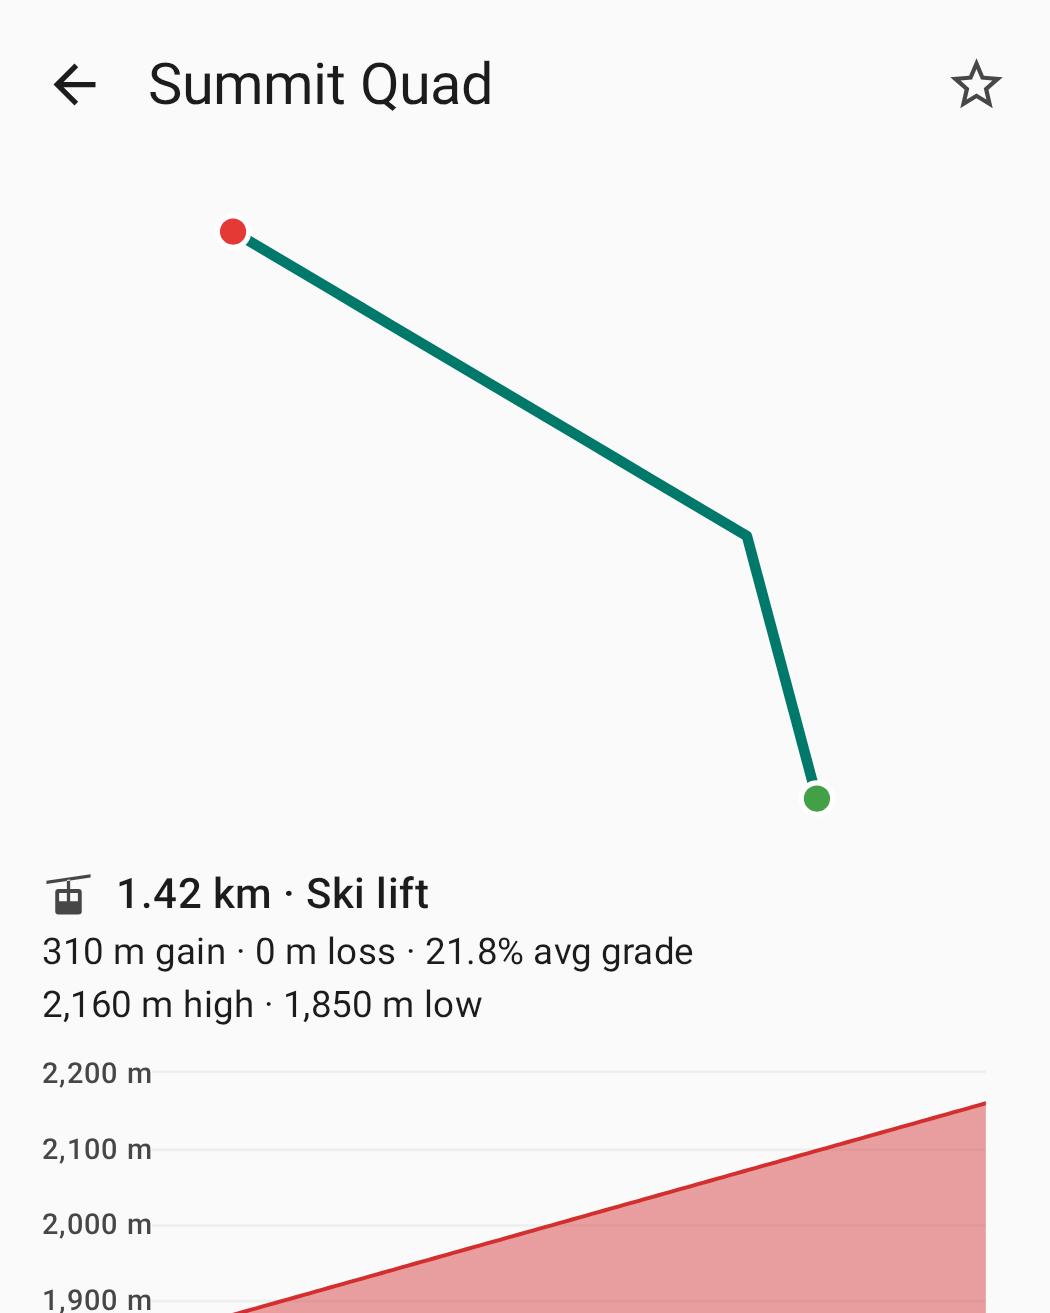 Summit Quad
1.42 km · Ski lift
310 m gain · 0 m loss · 21.8% avg grade
2,160 m high · 1,850 m low
2,200 m
2,100 m
2,000 m
1,900 m